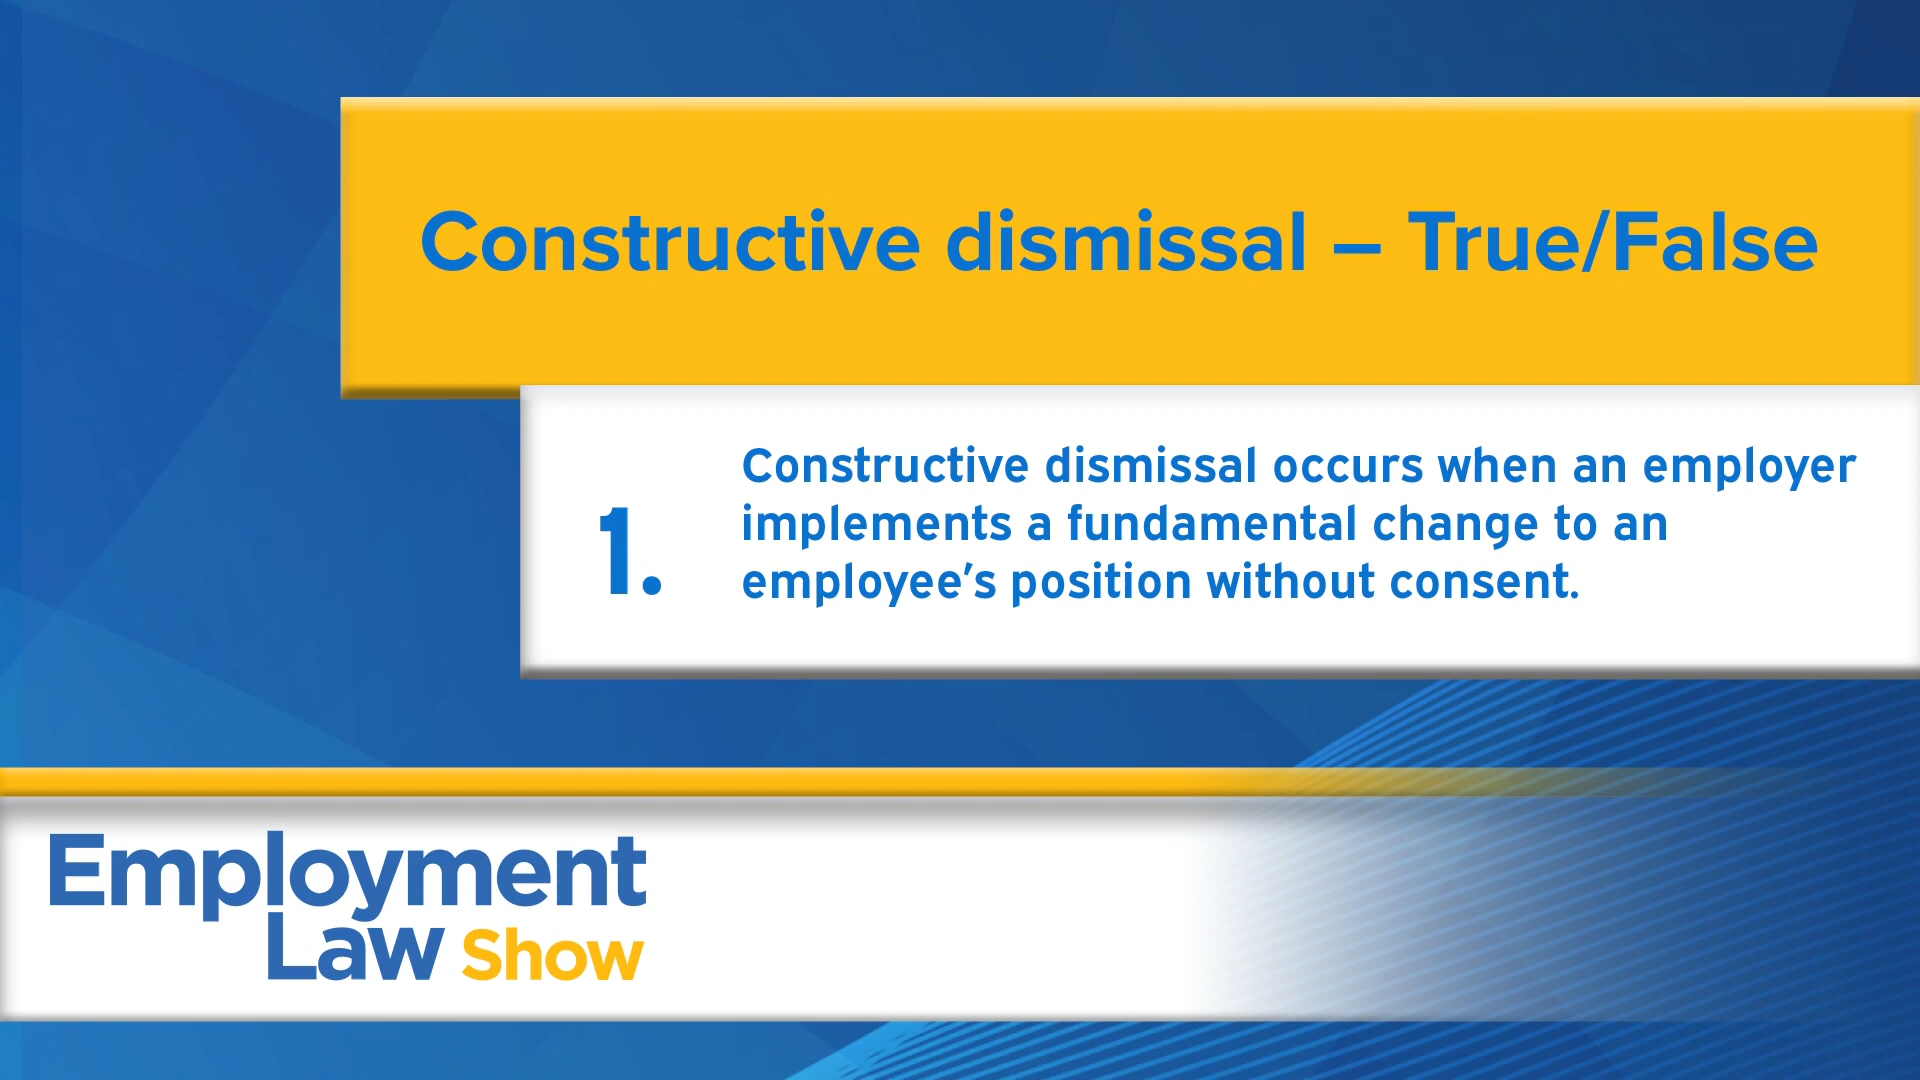 Constructive dismissal – True/False
1.
Constructive dismissal occurs when an employer
implements a fundamental change to an
employee’s position without consent.
Employment
Law Show